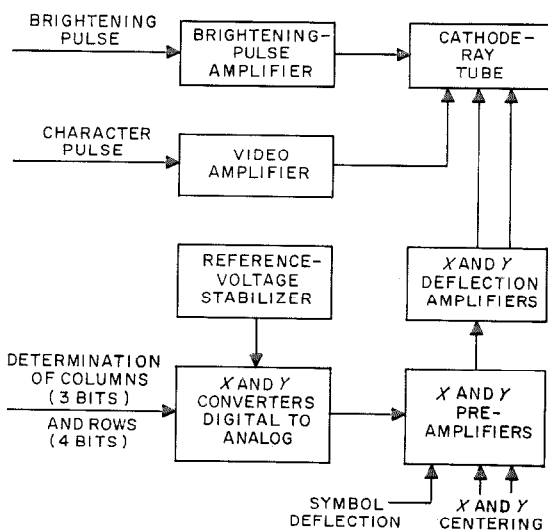 BRIGHTENING
PULSE
BRIGHTENING-
PULSE
AMPLIFIER
CATHODE-
RAY
TUBE
CHARACTER
PULSE
VIDEO
AMPLIFIER
REFERENCE-
VOLTAGE
STABILIZER
X AND Y
DEFLECTION
AMPLIFIERS
DETERMINATION
OF COLUMNS
(3 BITS)
AND ROWS
(4 BITS)
X AND Y
CONVERTERS
DIGITAL TO
ANALOG
X AND Y
PRE-
AMPLIFIERS
SYMBOL
DEFLECTION
X AND Y
CENTERING